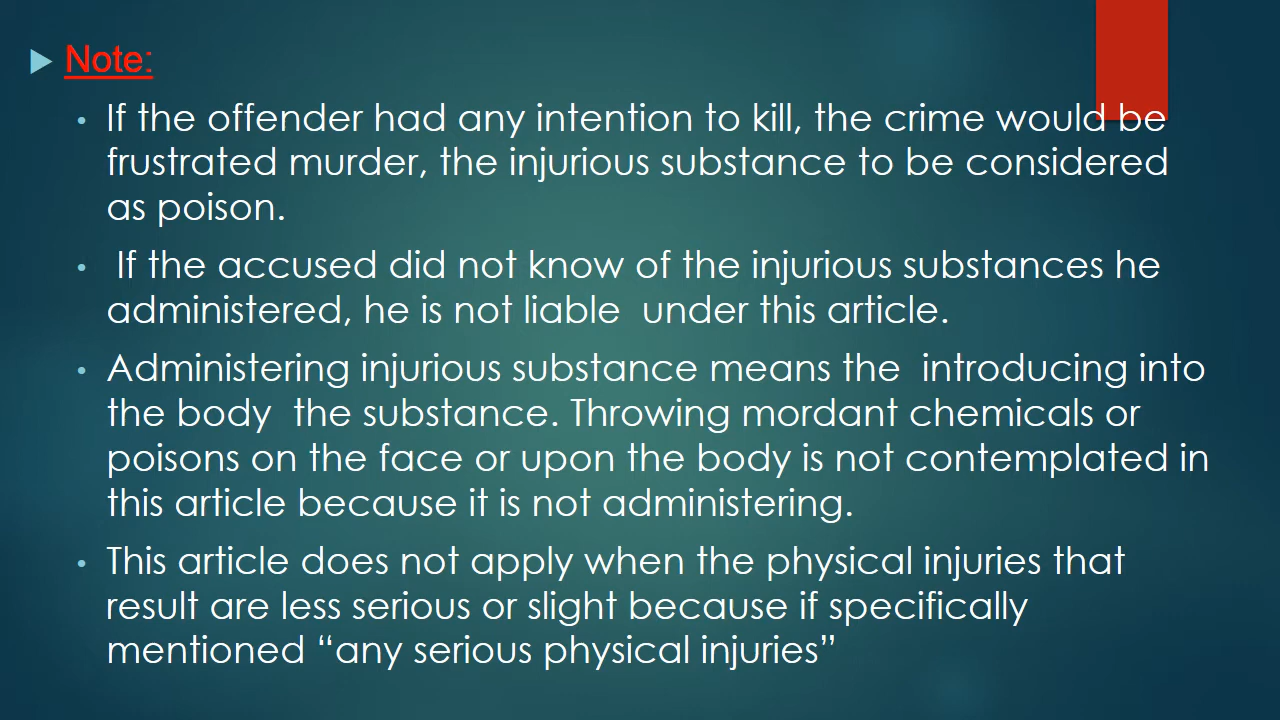 Note:
If the offender had any intention to kill, the crime would be
frustrated murder, the injurious substance to be considered
as poison.
If the accused did not know of the injurious substances he
administered, he is not liable under this article.
Administering injurious substance means the introducing into
the body the substance. Throwing mordant chemicals or
poisons on the face or upon the body is not contemplated in
this article because it is not administering.
This article does not apply when the physical injuries that
result are less serious or slight because if specifically
mentioned “any serious physical injuries”